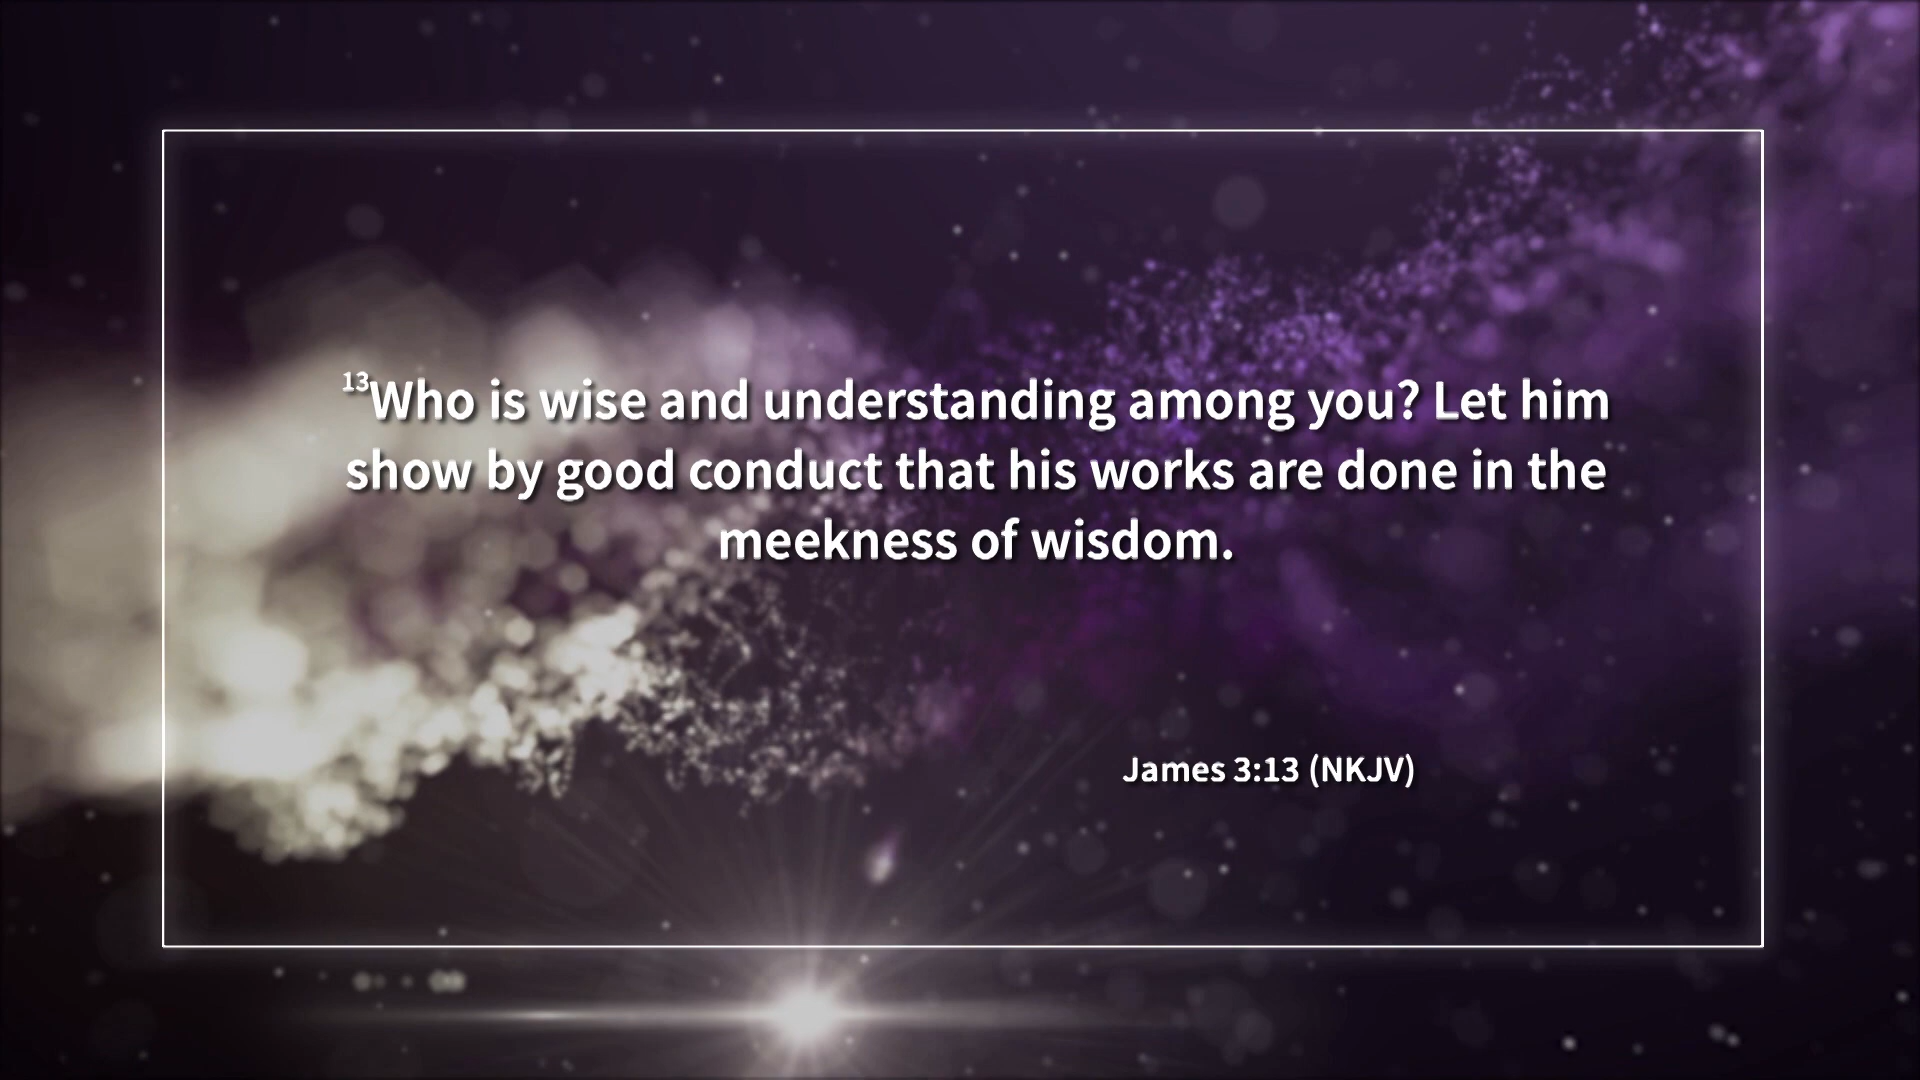 13Who is wise and understanding among you? Let him
show by good conduct that his works are done in the
meekness of wisdom.
James 3:13 (NKJV)